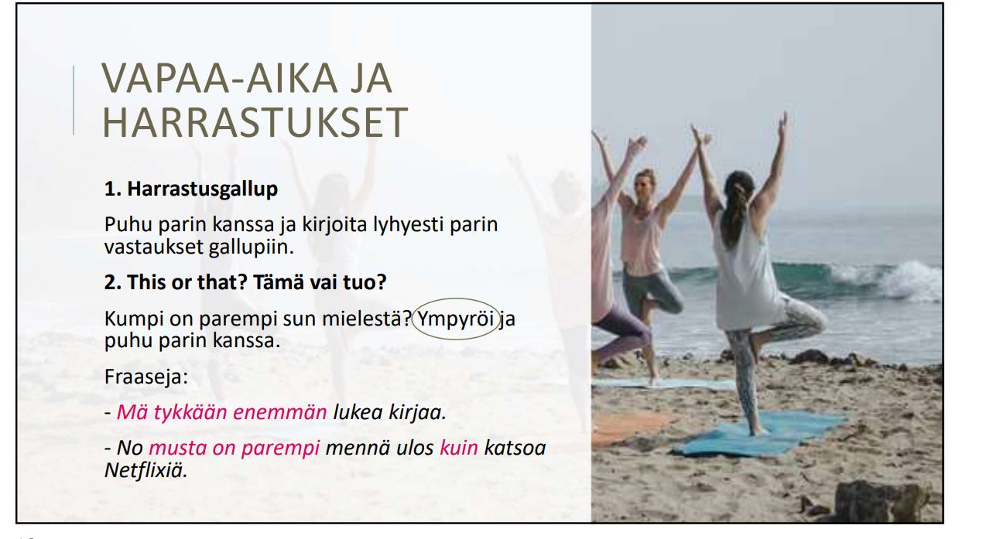 VAPAA-AIKA JA
HARRASTUKSET
1. Harrastusgallup
Puhu parin kanssa ja kirjoita lyhyesti parin
vastaukset gallupiin.
2. This or that? Tämä vai tuo?
Kumpi on parempi sun mielestä? Ympyröi ja
puhu parin kanssa.
Fraaseja:
- Mä tykkään enemmän lukea kirjaa.
- No musta on parempi mennä ulos kuin katsoa
Netflixiä.